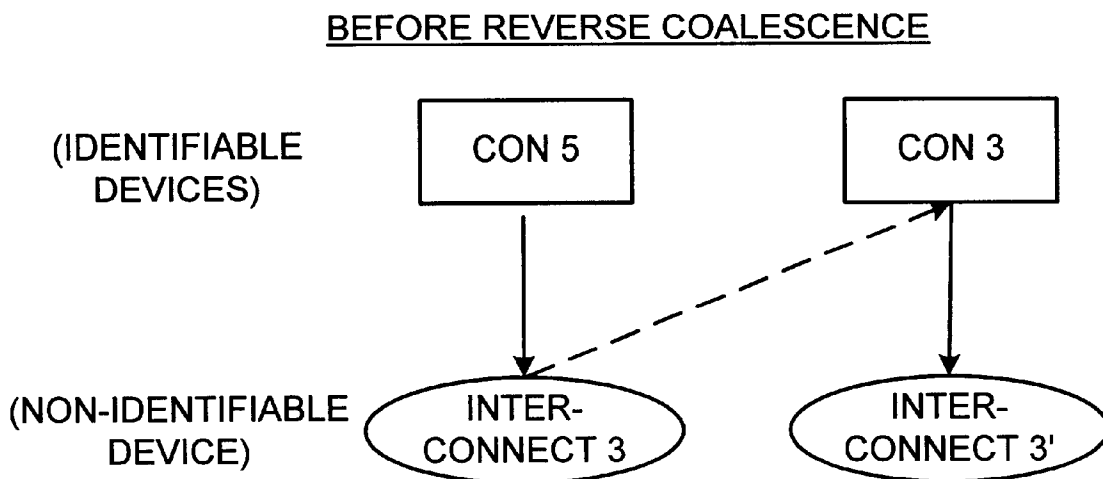 BEFORE REVERSE COALESCENCE
(IDENTIFIABLE
DEVICES)
CON 5
CON 3
(NON-IDENTIFIABLE
DEVICE)
INTER-
CONNECT 3
INTER-
CONNECT 3'